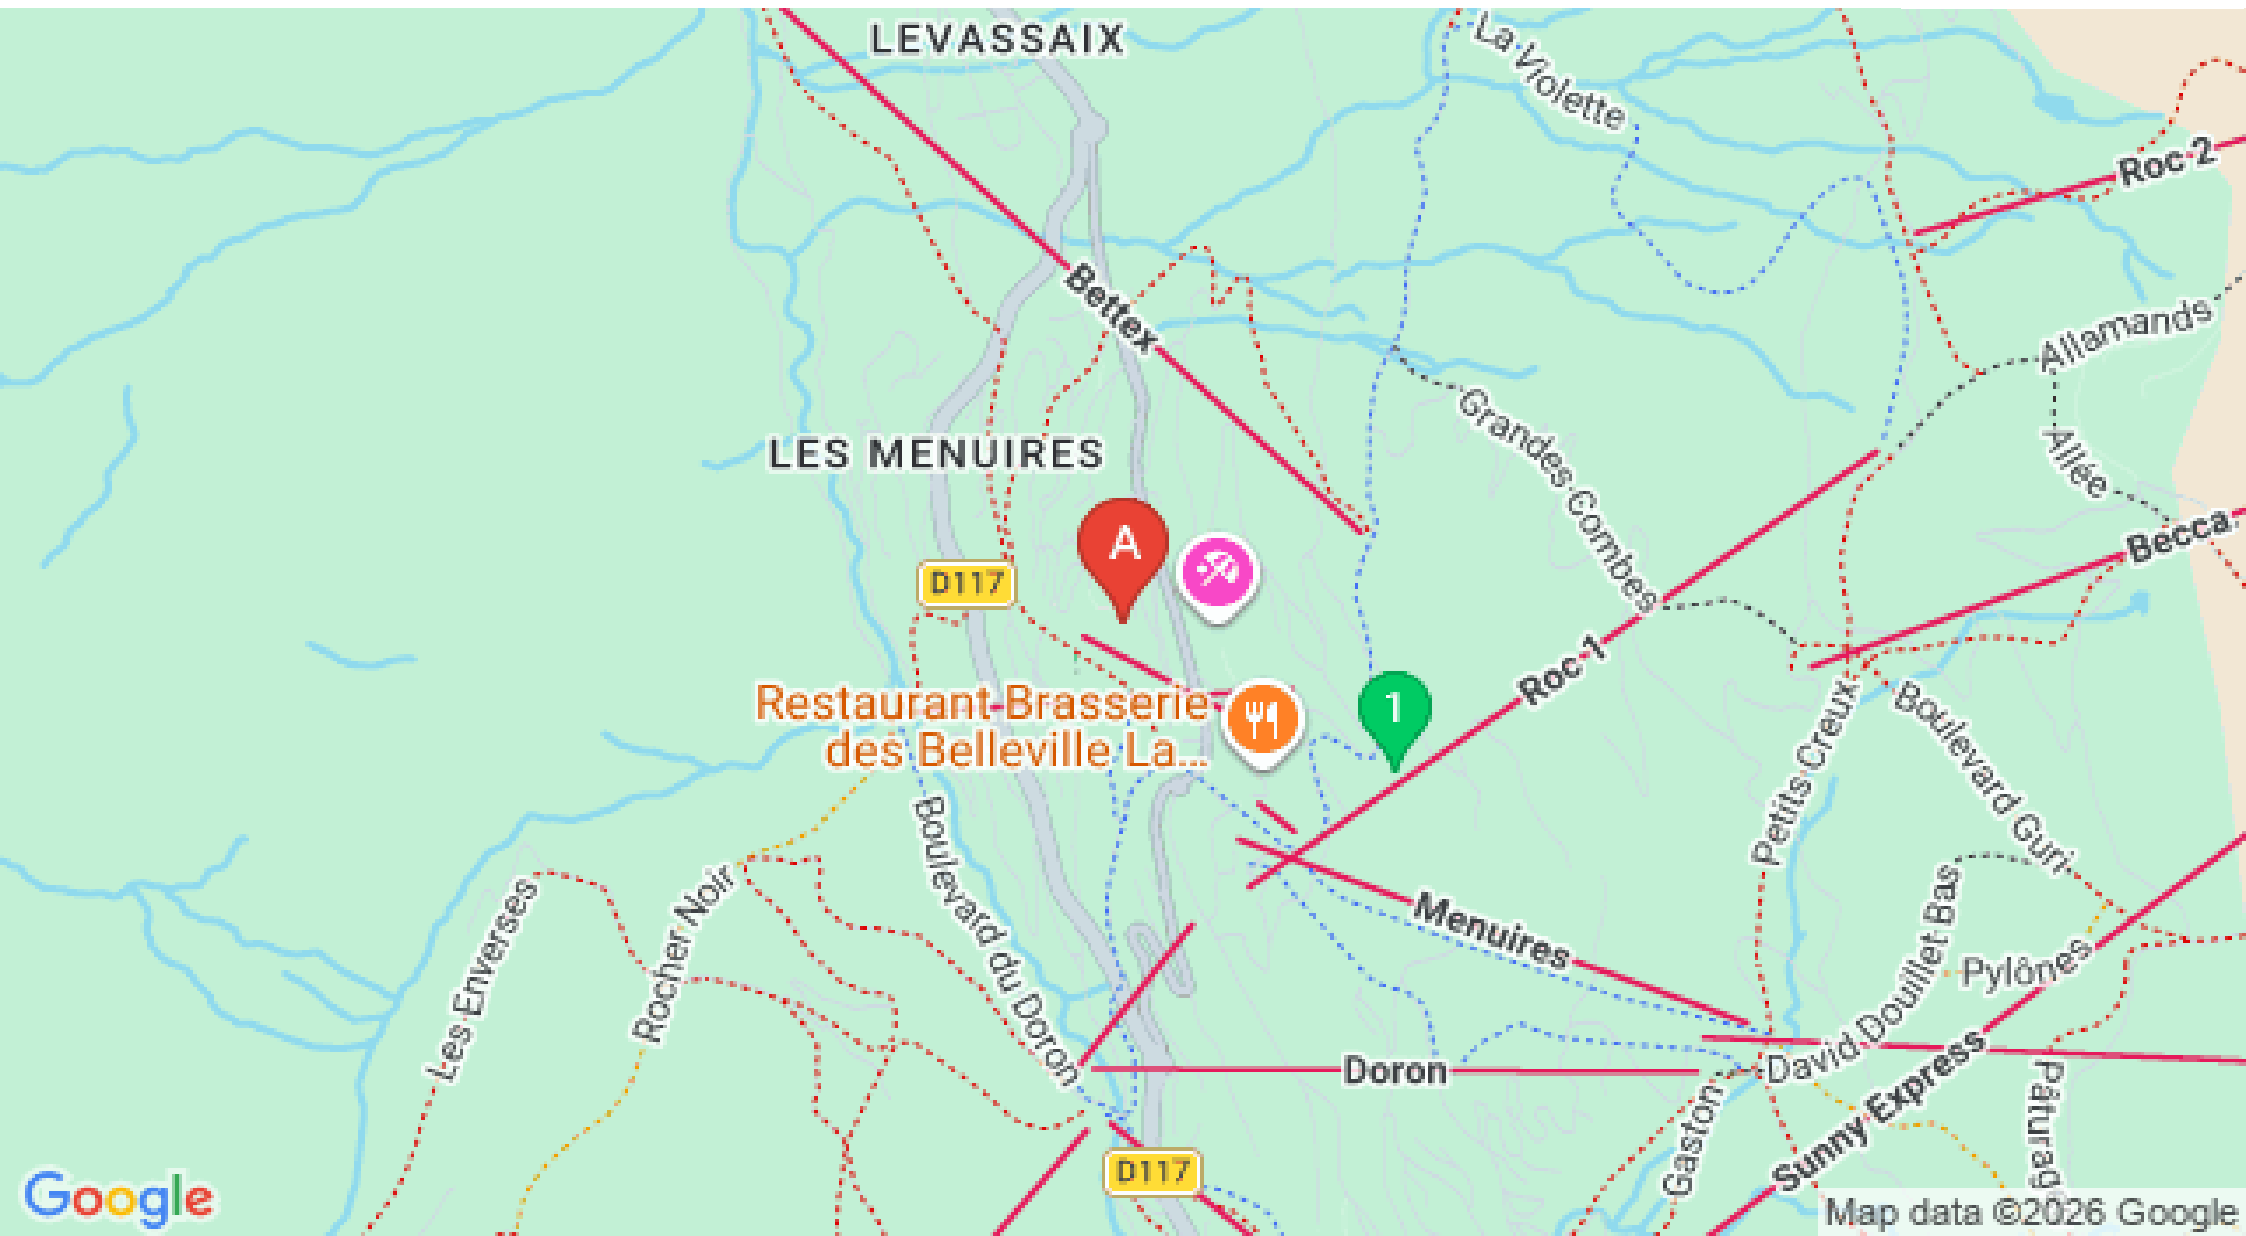 LEVASSAIX
La Violette
Roc 2
Bettex
Allamands
Grandes Combes
Allée
LES MENUIRES
Becca
A
D117
Roc 1
1
Restaurant Brasserie
des Belleville La...
Petits Creux
Boulevard Guri
Boulevard du Doron
Rocher Noir
Les Enverses
Menuires
David Douillet Bas
Pylônes
Doron
Sunny Express
Gaston
Pâturag
D117
Google
Map data ©2026 Google